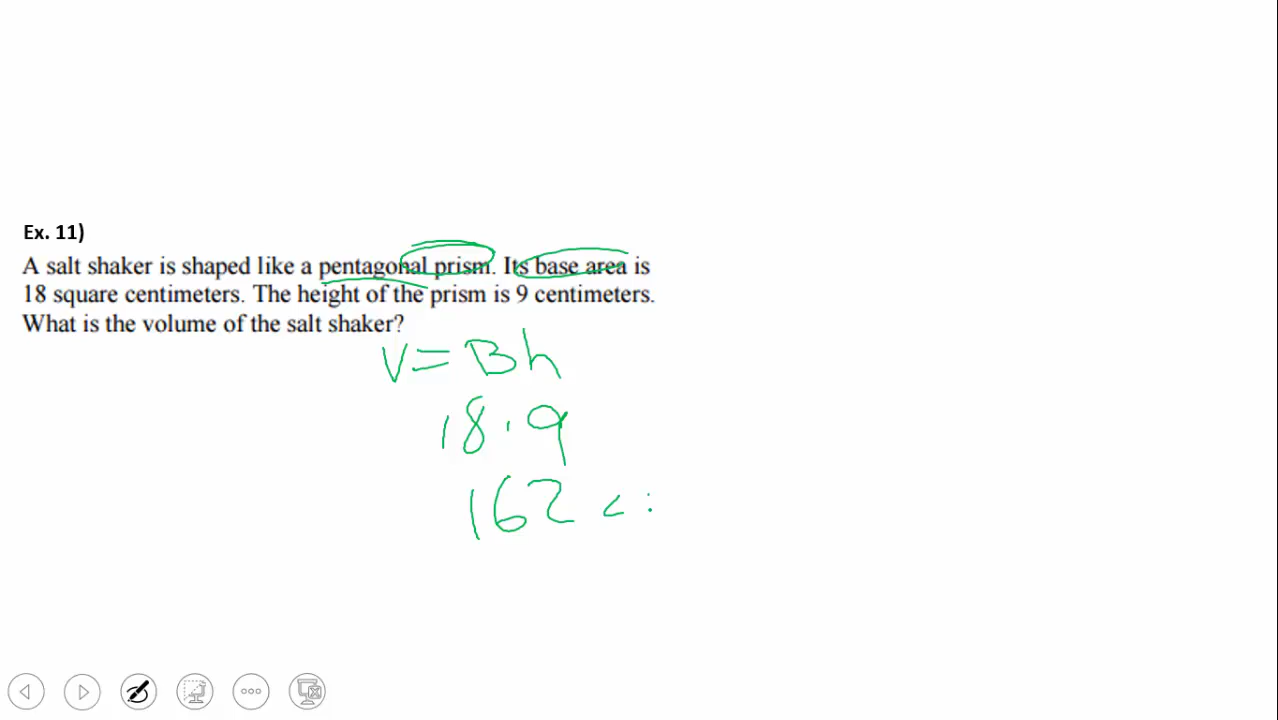 Ex. 11)
A salt shaker is shaped like a pentagonal prism. Its base area is
18 square centimeters. The height of the prism is 9 centimeters.
What is the volume of the salt shaker?
V = Bh
18 · 9
162 c